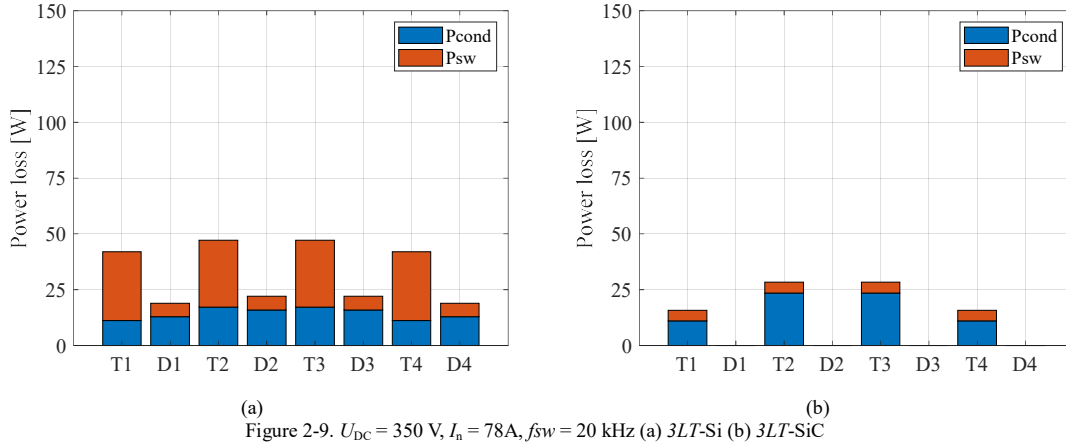 150
125
100
75
50
25
0
Power loss [W]
Pcond
Psw
T1 D1 T2 D2 T3 D3 T4 D4
(a)
150
125
100
75
50
25
0
Power loss [W]
Pcond
Psw
T1 D1 T2 D2 T3 D3 T4 D4
(b)
Figure 2-9. U_DC = 350 V, I_n = 78A, fsw = 20 kHz (a) 3LT-Si (b) 3LT-SiC